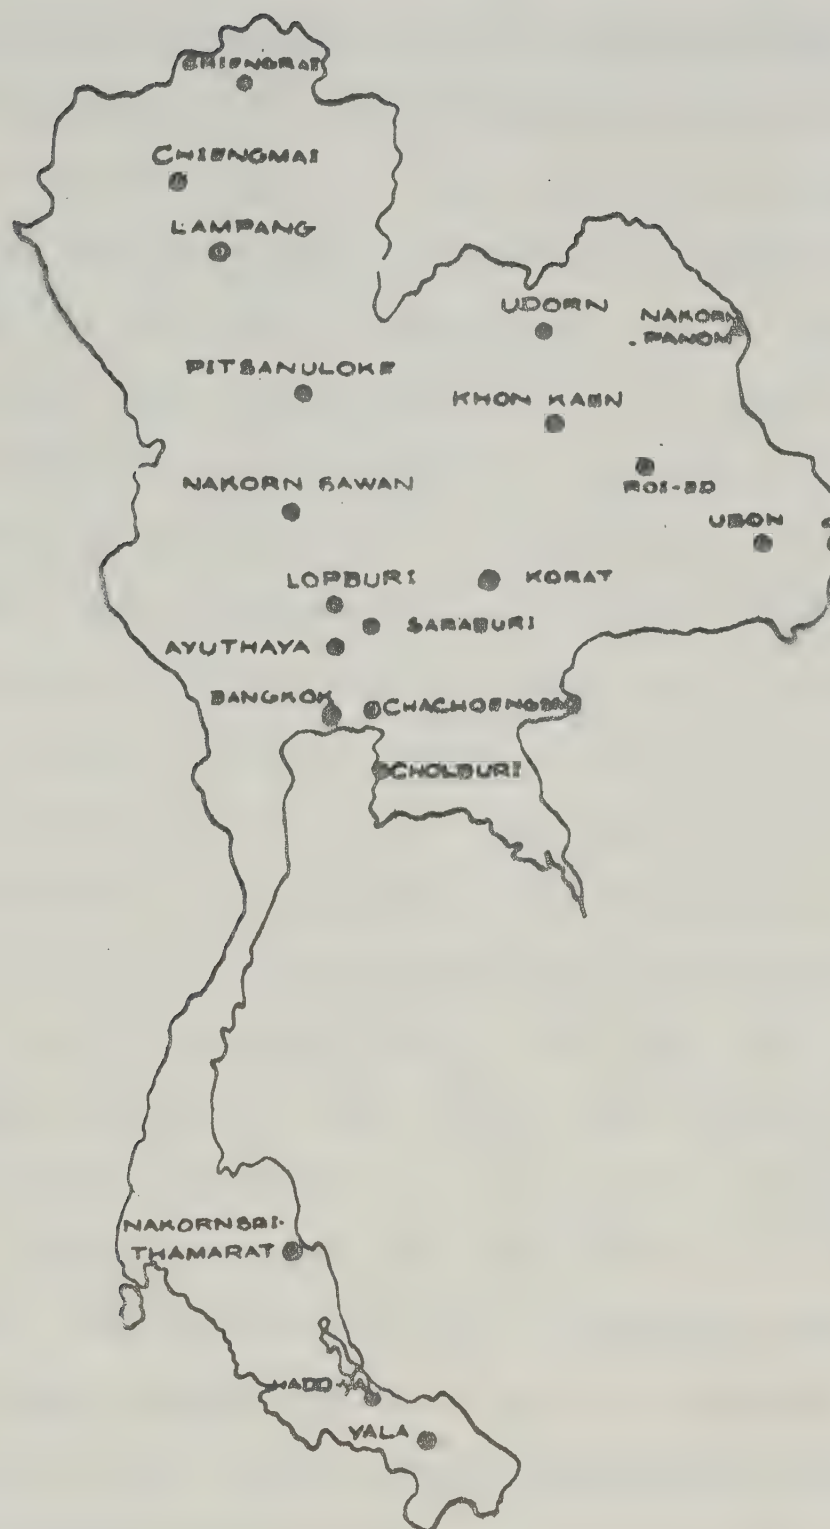 CHIENGRAI
CHIENGMAI
LAMPANG
UDORN
NAKORN
PANOM
PITSANULOKE
KHON KAEN
NAKORN SAWAN
ROI-ED
UBON
LOPBURI
KORAT
SARABURI
AYUTHAYA
BANGKOK
CHACHOENGSAO
CHOLBURI
NAKORNSRI-
THAMARAT
HADD-YAI
YALA